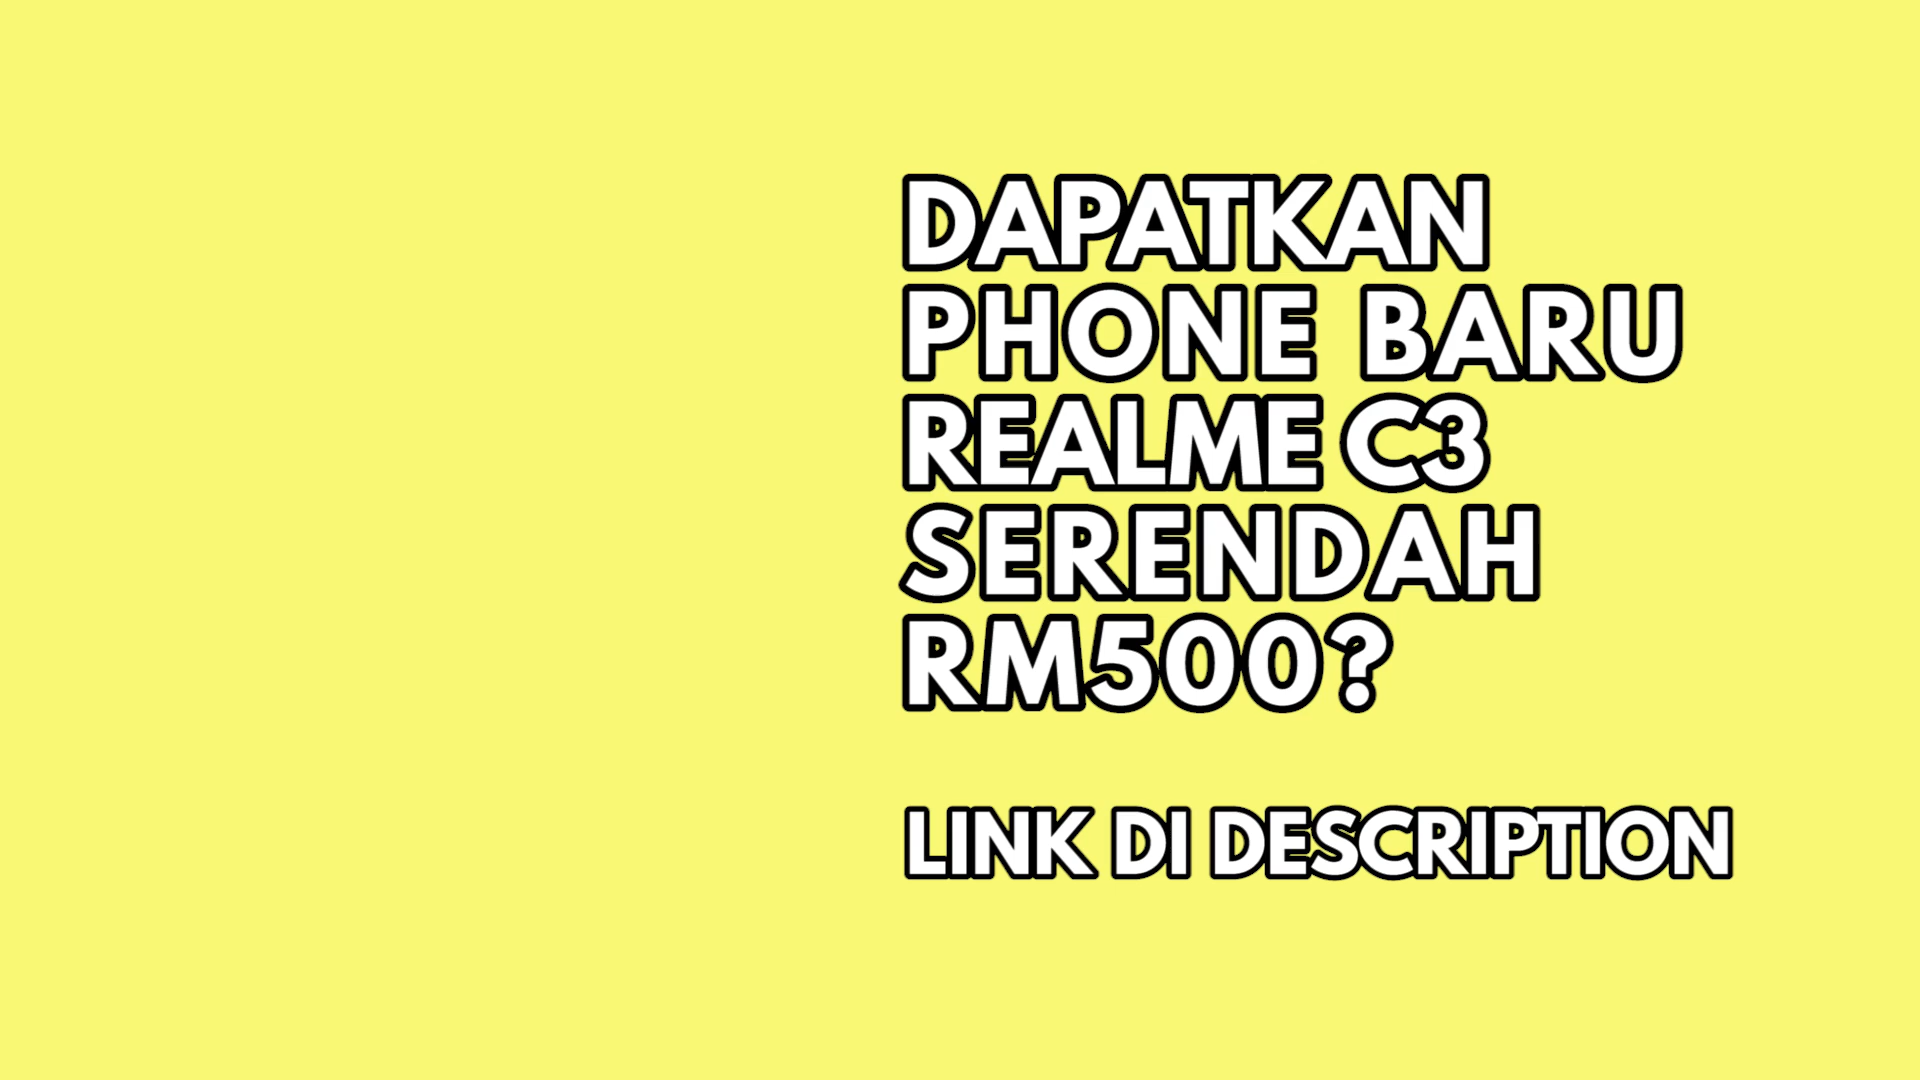 DAPATKAN
PHONE BARU
REALME C3
SERENDAH
RM500?
LINK DI DESCRIPTION